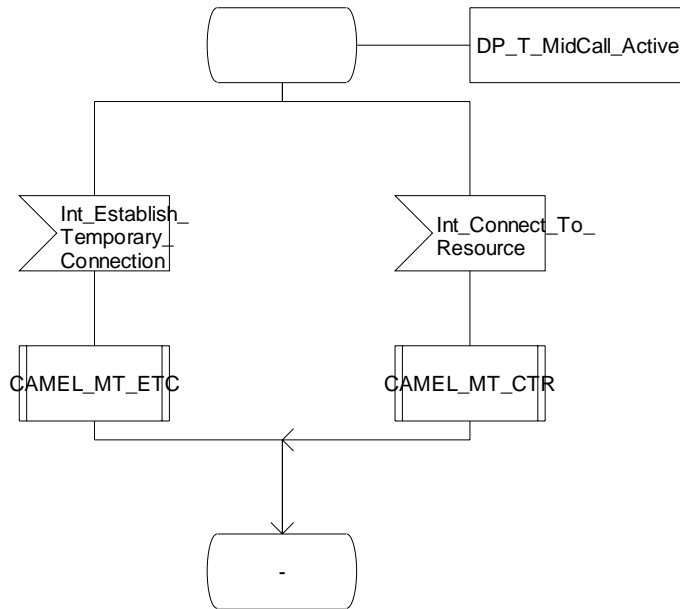 DP_T_MidCall_Active
Int_Establish_
Temporary_
Connection
Int_Connect_To_
Resource
CAMEL_MT_ETC
CAMEL_MT_CTR
-